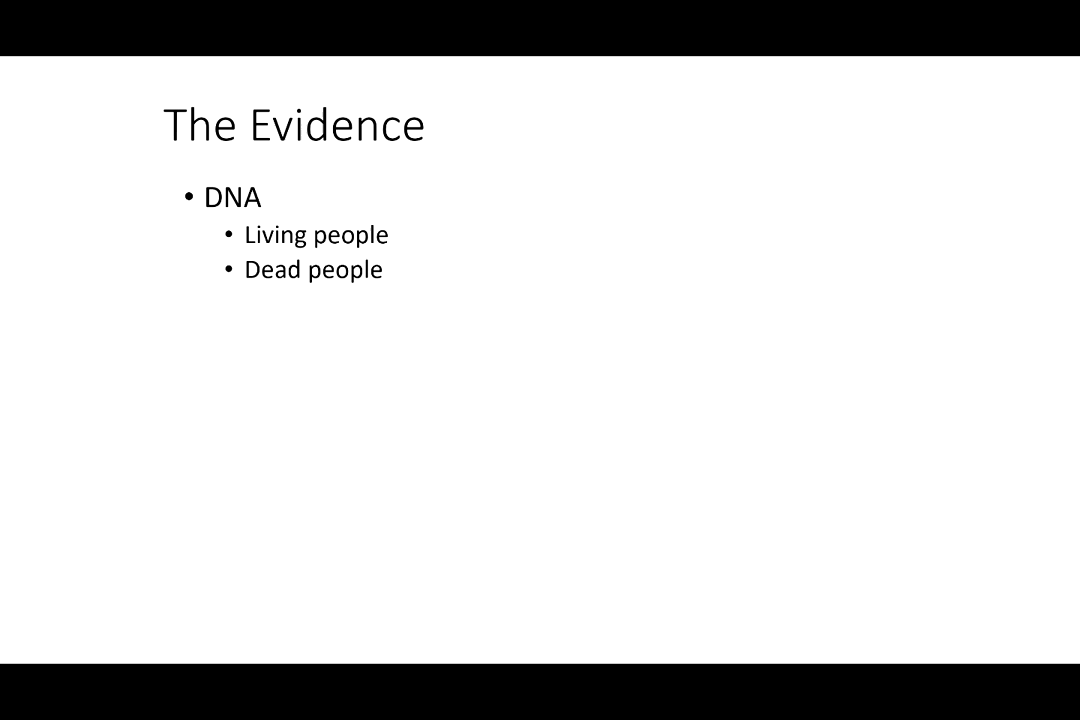 The Evidence
• DNA
• Living people
• Dead people